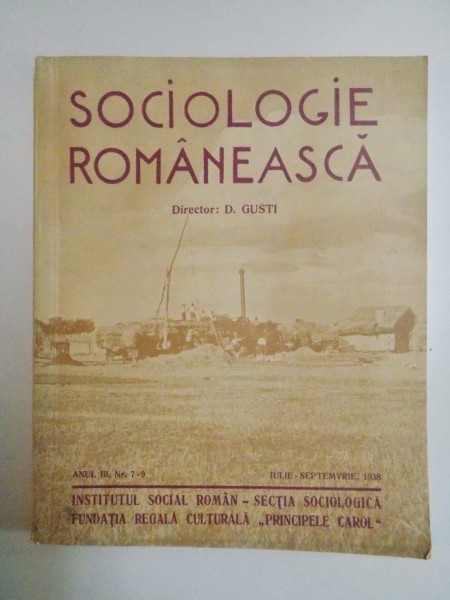 SOCIOLOGIE
ROMÂNEASCĂ
Director: D. GUSTI
ANUL III, Nr. 7-9 IULIE-SEPTEMVRIE, 1938
INSTITUTUL SOCIAL ROMÂN – SECȚIA SOCIOLOGICA
FUNDAȚIA REGALĂ CULTURALĂ „PRINCIPELE CAROL“